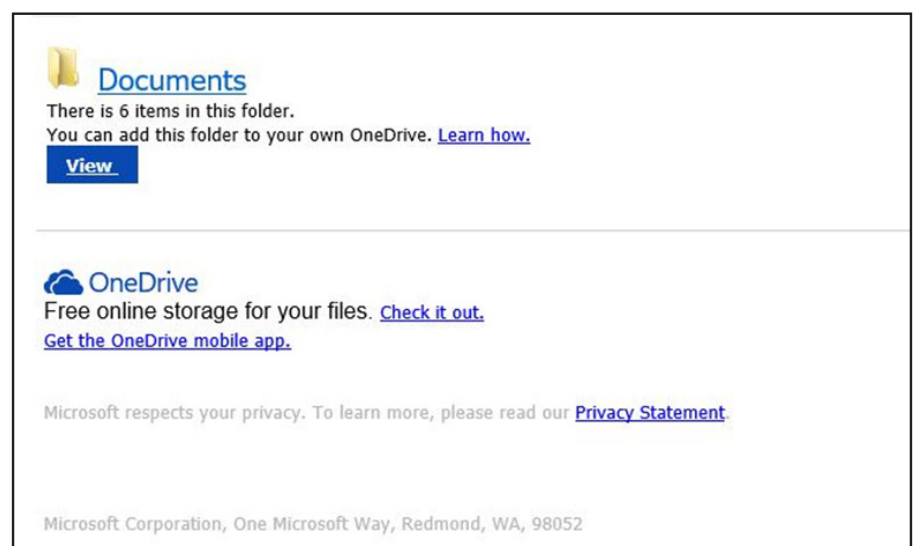 Documents
There is 6 items in this folder.
You can add this folder to your own OneDrive. Learn how.
View
OneDrive
Free online storage for your files. Check it out.
Get the OneDrive mobile app.
Microsoft respects your privacy. To learn more, please read our Privacy Statement.
Microsoft Corporation, One Microsoft Way, Redmond, WA, 98052